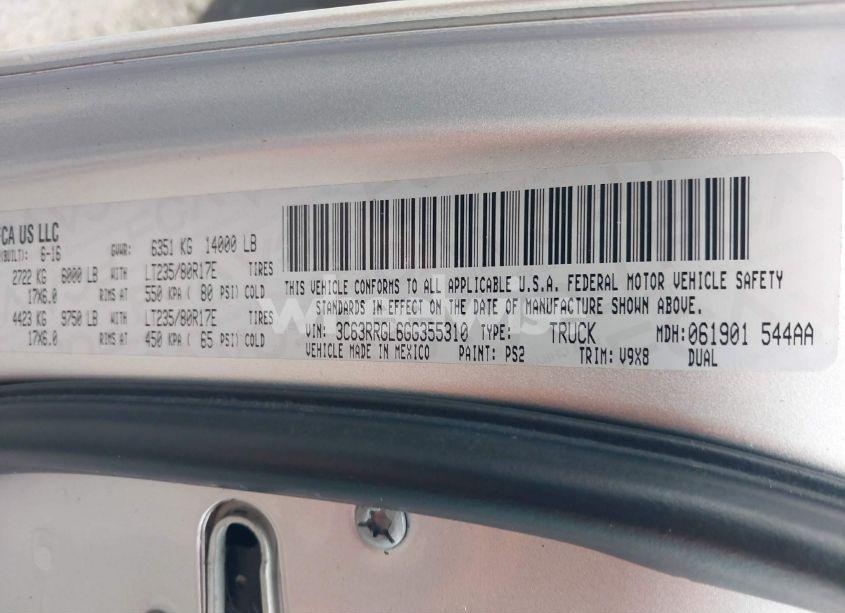 FCA US LLC
(BUILT): 6-16 GVWR: 6351 KG 14000 LB
2722 KG 6000 LB WITH LT235/80R17E TIRES
17X6.0 RIMS AT 550 KPA ( 80 PSI) COLD
4423 KG 9750 LB WITH LT235/80R17E TIRES
17X6.0 RIMS AT 450 KPA ( 65 PSI) COLD
THIS VEHICLE CONFORMS TO ALL APPLICABLE U.S.A. FEDERAL MOTOR VEHICLE SAFETY
STANDARDS IN EFFECT ON THE DATE OF MANUFACTURE SHOWN ABOVE.
VIN: 3C63RRGL6GG355310 TYPE: TRUCK MDH: 061901 544AA
VEHICLE MADE IN MEXICO PAINT: PS2 TRIM: V9X8 DUAL